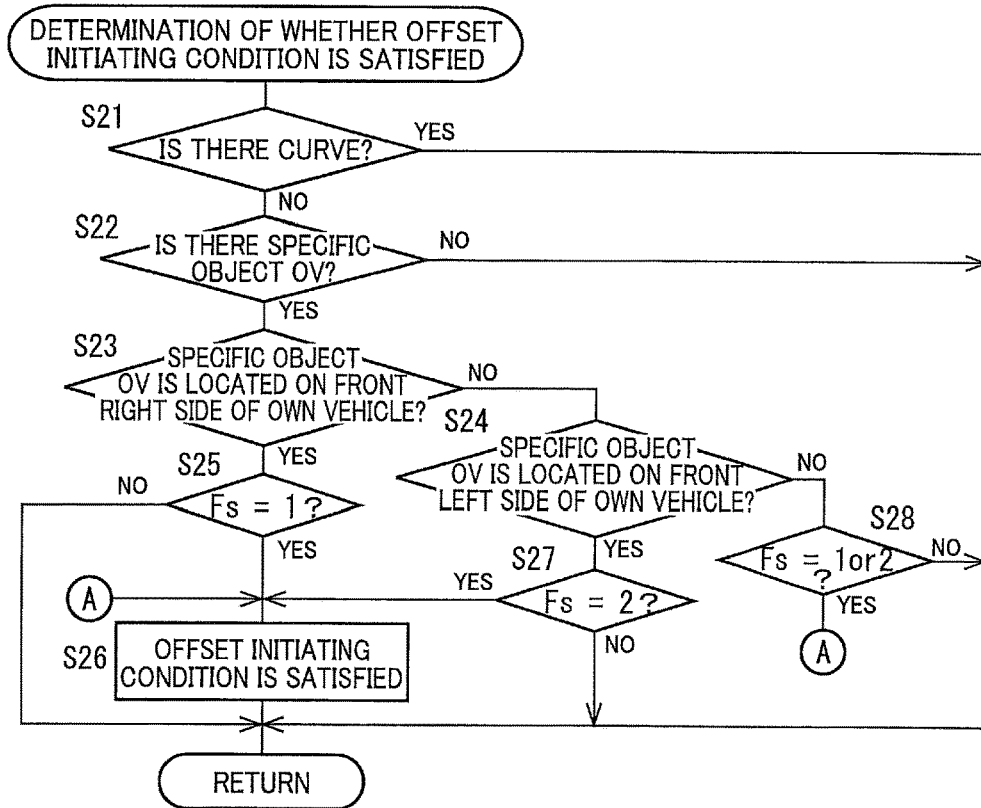 DETERMINATION OF WHETHER OFFSET
INITIATING CONDITION IS SATISFIED
S21
IS THERE CURVE?
YES
NO
S22
IS THERE SPECIFIC
OBJECT OV?
NO
YES
S23
SPECIFIC OBJECT
OV IS LOCATED ON FRONT
RIGHT SIDE OF OWN VEHICLE?
NO
YES
S24
SPECIFIC OBJECT
OV IS LOCATED ON FRONT
LEFT SIDE OF OWN VEHICLE?
NO
YES
S25
NO
Fs = 1?
YES
S28
Fs = 1or2
?
NO
YES
A
S27
YES
Fs = 2?
NO
A
S26
OFFSET INITIATING
CONDITION IS SATISFIED
RETURN